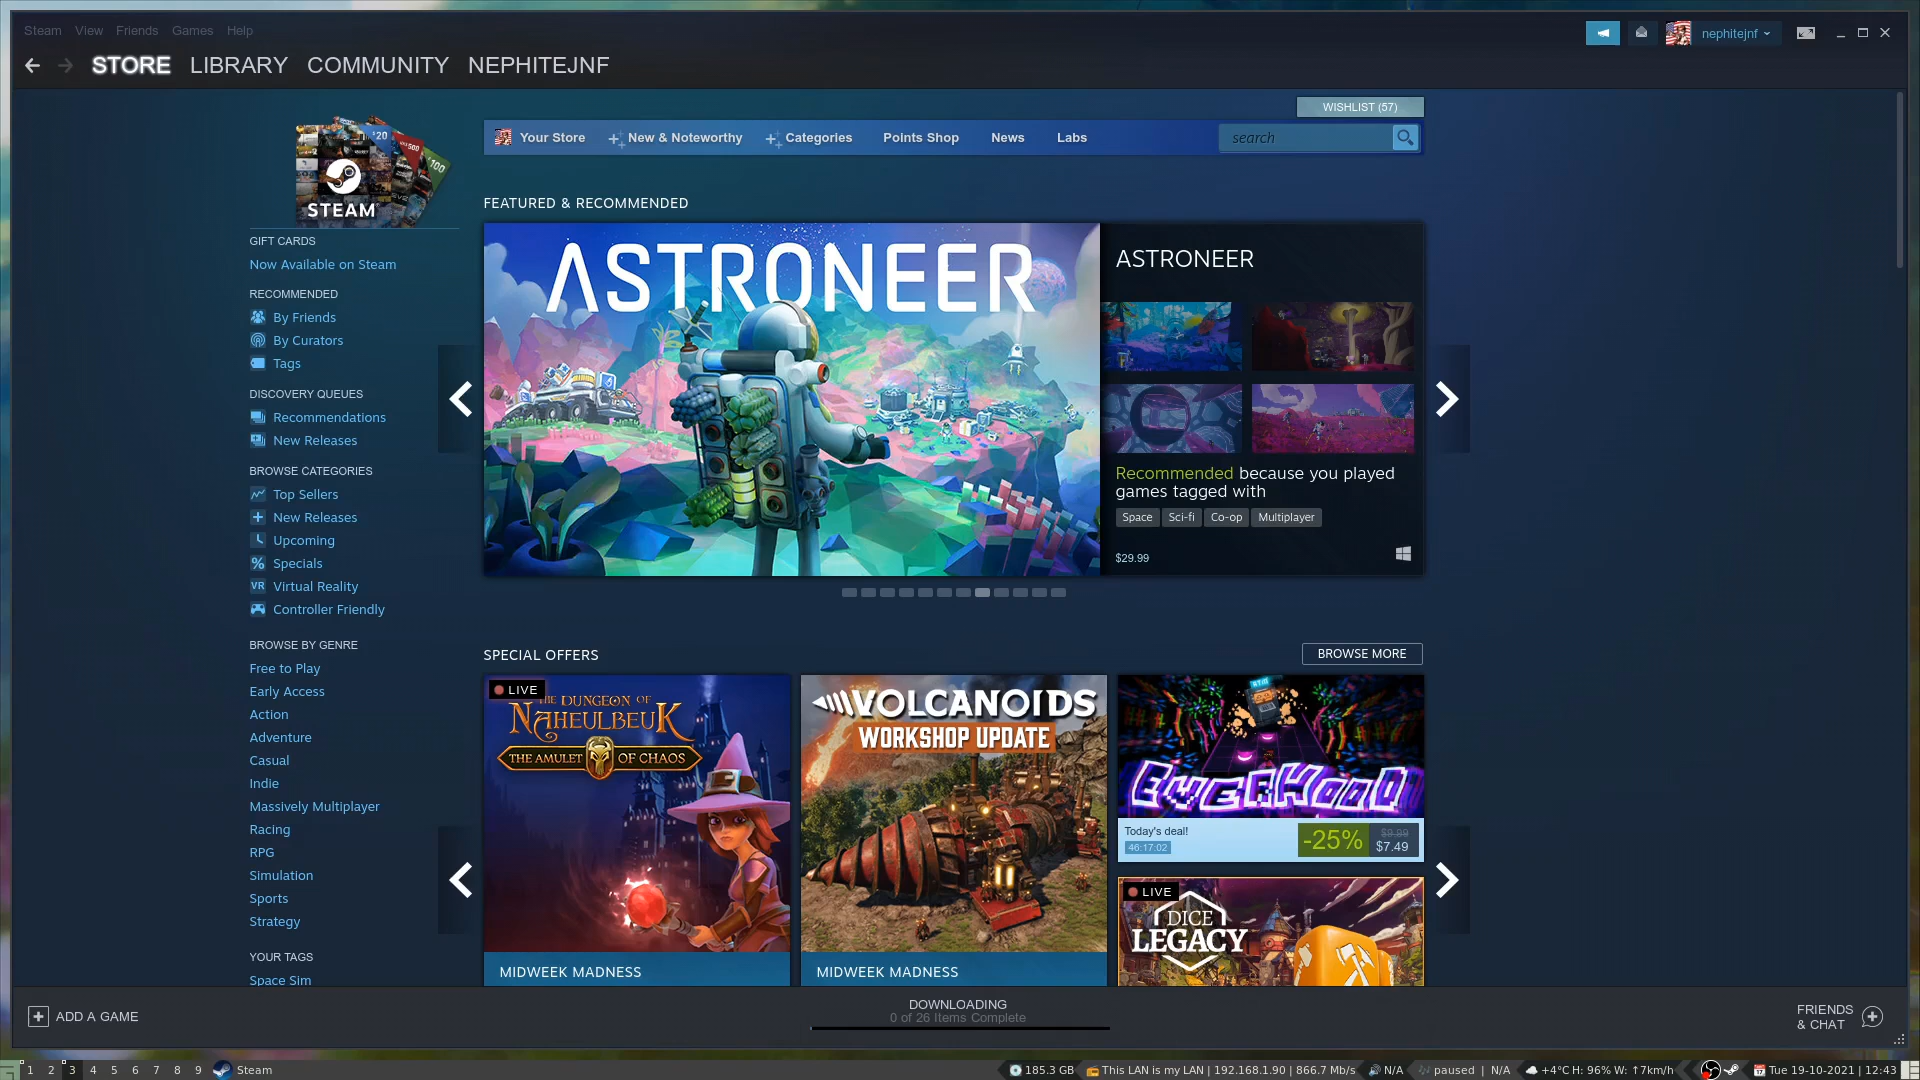 Steam View Friends Games Help
nephitejnf
STORE LIBRARY COMMUNITY NEPHITEJNF
WISHLIST (57)
Your Store New & Noteworthy Categories Points Shop News Labs
search
$20
$100
STEAM
GIFT CARDS
Now Available on Steam
RECOMMENDED
By Friends
By Curators
Tags
DISCOVERY QUEUES
Recommendations
New Releases
BROWSE CATEGORIES
Top Sellers
New Releases
Upcoming
Specials
VR Virtual Reality
Controller Friendly
BROWSE BY GENRE
Free to Play
Early Access
Action
Adventure
Casual
Indie
Massively Multiplayer
Racing
RPG
Simulation
Sports
Strategy
YOUR TAGS
Space Sim
FEATURED & RECOMMENDED
ASTRONEER
ASTRONEER
Recommended because you played
games tagged with
Space Sci-fi Co-op Multiplayer
$29.99
SPECIAL OFFERS
BROWSE MORE
LIVE
THE DUNGEON OF
NAHEULBEUK
THE AMULET OF CHAOS
MIDWEEK MADNESS
VOLCANOIDS
WORKSHOP UPDATE
MIDWEEK MADNESS
EVERHOOD
Today's deal!
46:17:02
-25%
$9.99
$7.49
LIVE
DICE
LEGACY
ADD A GAME
DOWNLOADING
0 of 26 Items Complete
FRIENDS
& CHAT
1 2 3 4 5 6 7 8 9 Steam
185.3 GB This LAN is my LAN | 192.168.1.90 | 866.7 Mb/s N/A paused | N/A +4°C H: 96% W: ↑7km/h Tue 19-10-2021 | 12:43